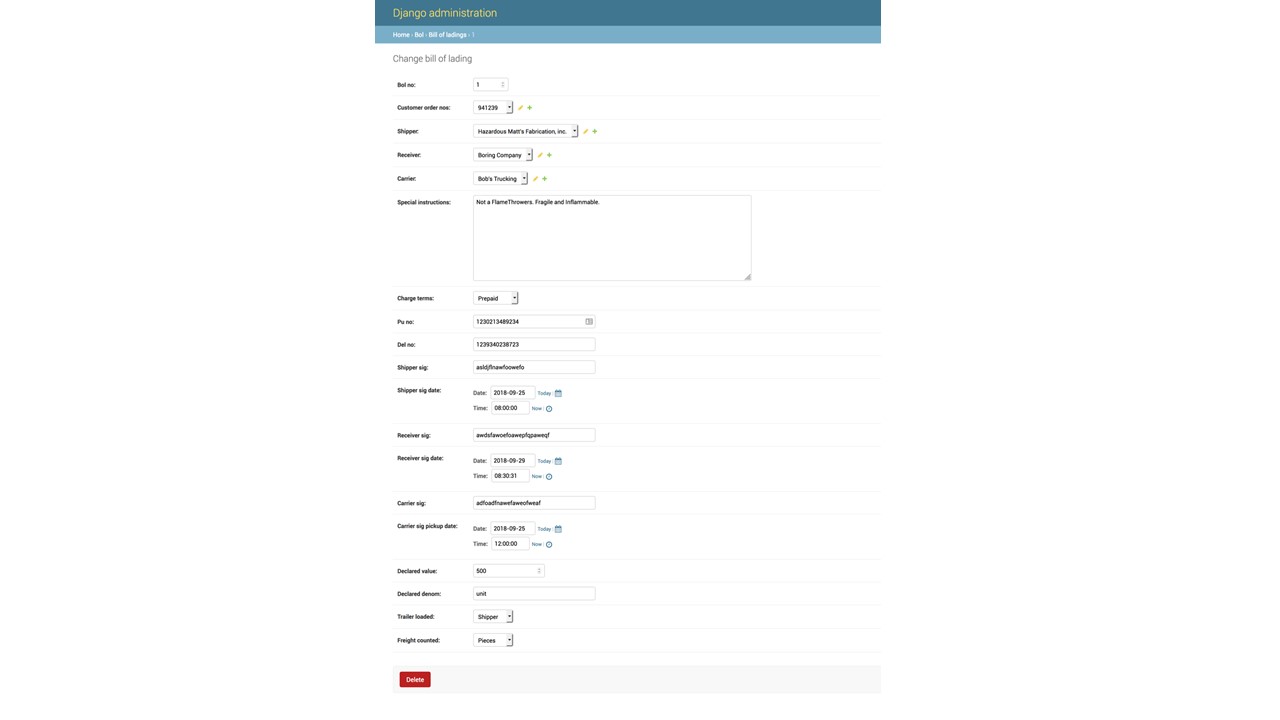 Django administration
Home › Bol › Bill of ladings › 1
Change bill of lading
Bol no: 1
Customer order nos: 941239
Shipper: Hazardous Matt's Fabrication, inc.
Receiver: Boring Company
Carrier: Bob's Trucking
Special instructions: Not a FlameThrowers. Fragile and Inflammable.
Charge terms: Prepaid
Pu no: 1230213489234
Del no: 1239340238723
Shipper sig: asldjflnawfoowefo
Shipper sig date: Date: 2018-09-25 Today
Time: 08:00:00 Now
Receiver sig: awdsfawoefoawepfqpaweqf
Receiver sig date: Date: 2018-09-29 Today
Time: 08:30:31 Now
Carrier sig: adfoadfnawefaweofweaf
Carrier sig pickup date: Date: 2018-09-25 Today
Time: 12:00:00 Now
Declared value: 500
Declared denom: unit
Trailer loaded: Shipper
Freight counted: Pieces
Delete